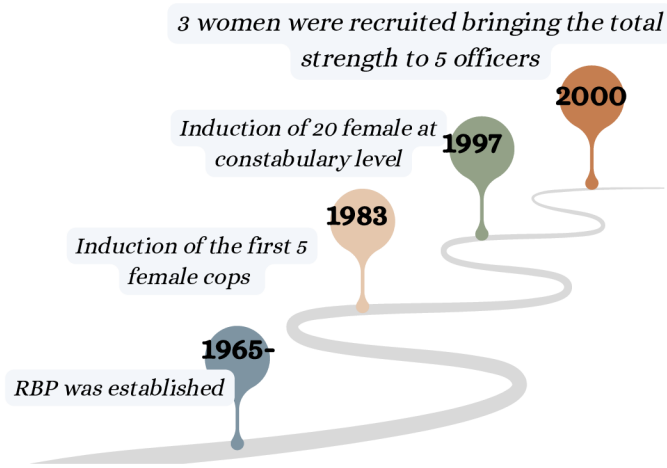 3 women were recruited bringing the total
strength to 5 officers
2000
Induction of 20 female at
constabulary level
1997
1983
Induction of the first 5
female cops
1965-
RBP was established